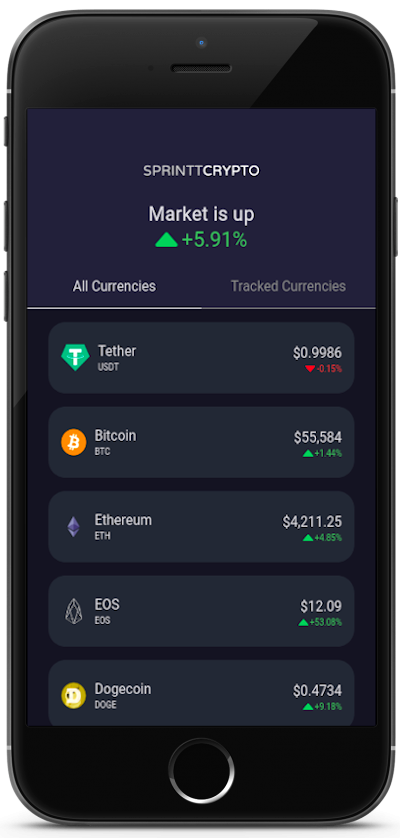 SPRINTTCRYPTO
Market is up
+5.91%
All Currencies Tracked Currencies
Tether $0.9986
USDT -0.15%
Bitcoin $55,584
BTC +1.44%
Ethereum $4,211.25
ETH +4.85%
EOS $12.09
EOS +53.08%
Dogecoin $0.4734
DOGE +9.18%